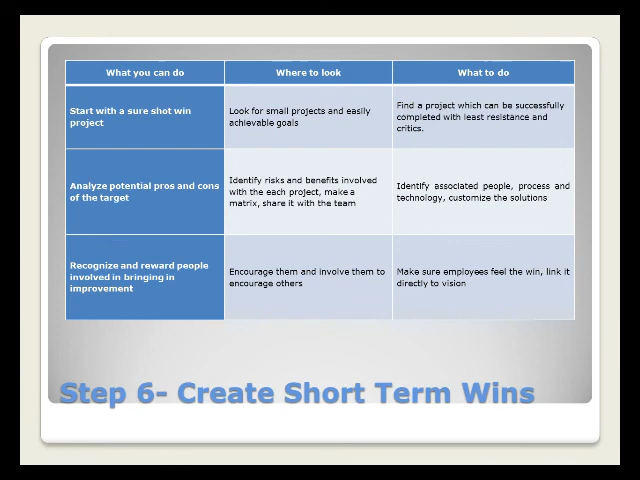 What you can do
Where to look
What to do
Start with a sure shot win
project
Look for small projects and easily
achievable goals
Find a project which can be successfully
completed with least resistance and
critics.
Analyze potential pros and cons
of the target
Identify risks and benefits involved
with the each project, make a
matrix, share it with the team
Identify associated people, process and
technology, customize the solutions
Recognize and reward people
involved in bringing in
improvement
Encourage them and involve them to
encourage others
Make sure employees feel the win, link it
directly to vision
Step 6- Create Short Term Wins